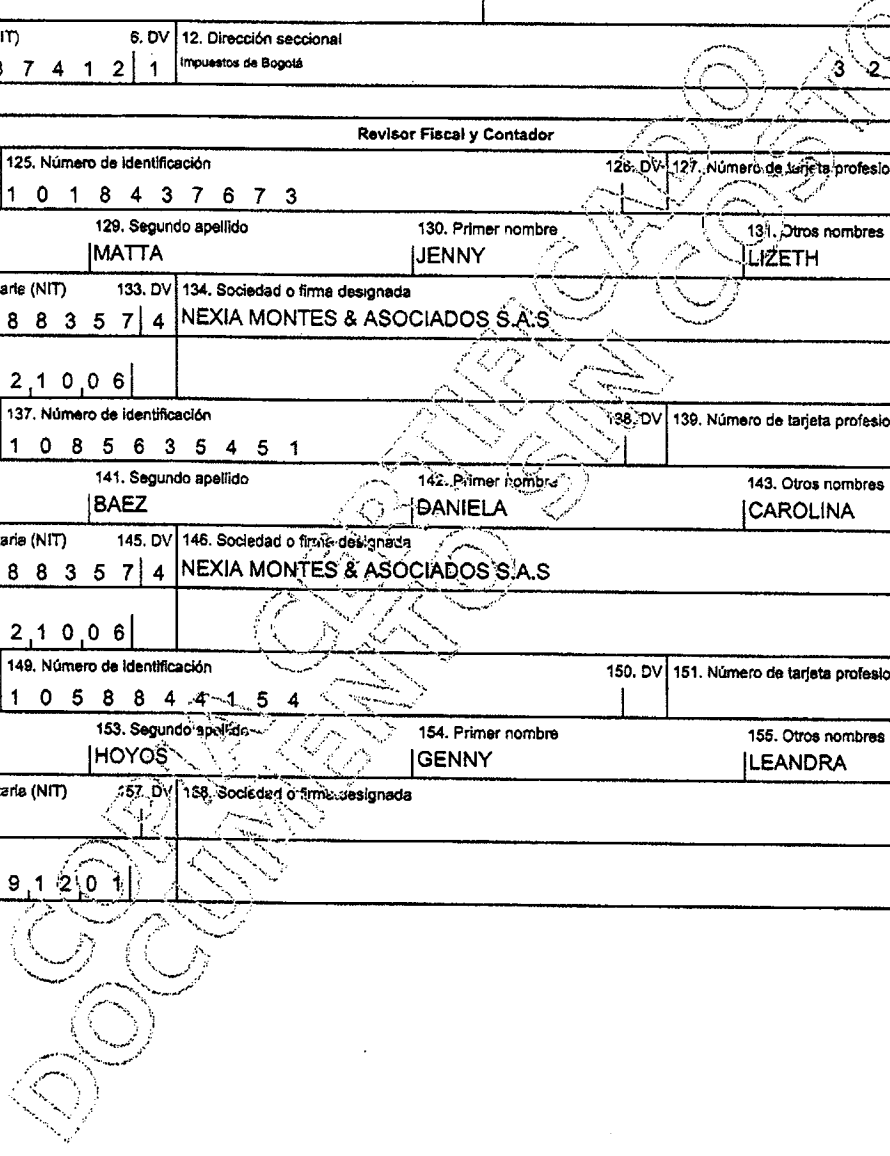 IT) 6. DV 12. Dirección seccional
8 7 4 1 2 1 Impuestos de Bogotá 3 2
Revisor Fiscal y Contador
125. Número de identificación 126. DV 127. Número de tarjeta profesio
1 0 1 8 4 3 7 6 7 3
129. Segundo apellido 130. Primer nombre 131. Otros nombres
MATTA JENNY LIZETH
aria (NIT) 133. DV 134. Sociedad o firma designada
8 8 3 5 7 4 NEXIA MONTES & ASOCIADOS S.A.S
2 1 0 0 6
137. Número de identificación 138. DV 139. Número de tarjeta profesio
1 0 8 5 6 3 5 4 5 1
141. Segundo apellido 142. Primer nombre 143. Otros nombres
BAEZ DANIELA CAROLINA
aria (NIT) 145. DV 146. Sociedad o firma designada
8 8 3 5 7 4 NEXIA MONTES & ASOCIADOS S.A.S
2 1 0 0 6
149. Número de identificación 150. DV 151. Número de tarjeta profesio
1 0 5 8 8 4 4 1 5 4
153. Segundo apellido 154. Primer nombre 155. Otros nombres
HOYOS GENNY LEANDRA
aria (NIT) 157. DV 158. Sociedad o firma designada
9 1 2 0 1
COPIA CERTIFICADO
DOCUMENTO SIN COSTO